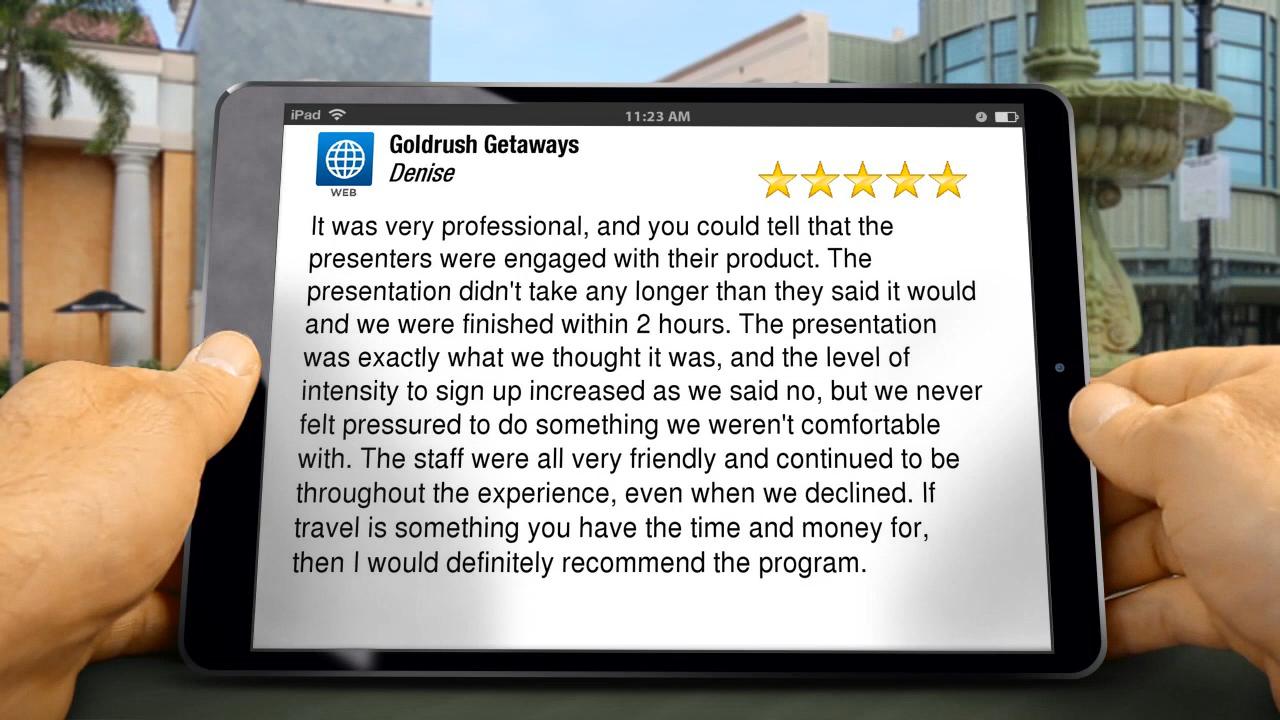 iPad 11:23 AM
Goldrush Getaways
Denise
WEB
It was very professional, and you could tell that the
presenters were engaged with their product. The
presentation didn't take any longer than they said it would
and we were finished within 2 hours. The presentation
was exactly what we thought it was, and the level of
intensity to sign up increased as we said no, but we never
felt pressured to do something we weren't comfortable
with. The staff were all very friendly and continued to be
throughout the experience, even when we declined. If
travel is something you have the time and money for,
then I would definitely recommend the program.